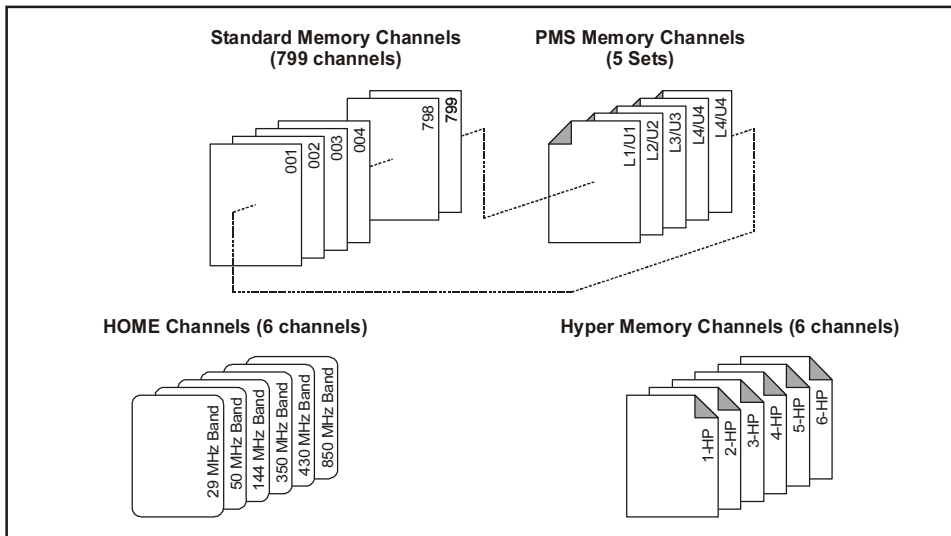 Standard Memory Channels
(799 channels)
001
002
003
004
798
799
PMS Memory Channels
(5 Sets)
L1/U1
L2/U2
L3/U3
L4/U4
L4/U4
HOME Channels (6 channels)
29 MHz Band
50 MHz Band
144 MHz Band
350 MHz Band
430 MHz Band
850 MHz Band
Hyper Memory Channels (6 channels)
1-HP
2-HP
3-HP
4-HP
5-HP
6-HP